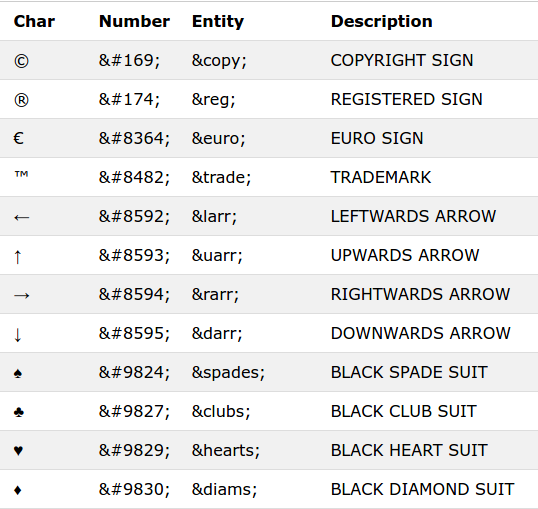 Char Number Entity Description
© &#169; &copy; COPYRIGHT SIGN
® &#174; &reg; REGISTERED SIGN
€ &#8364; &euro; EURO SIGN
™ &#8482; &trade; TRADEMARK
← &#8592; &larr; LEFTWARDS ARROW
↑ &#8593; &uarr; UPWARDS ARROW
→ &#8594; &rarr; RIGHTWARDS ARROW
↓ &#8595; &darr; DOWNWARDS ARROW
♠ &#9824; &spades; BLACK SPADE SUIT
♣ &#9827; &clubs; BLACK CLUB SUIT
♥ &#9829; &hearts; BLACK HEART SUIT
♦ &#9830; &diams; BLACK DIAMOND SUIT